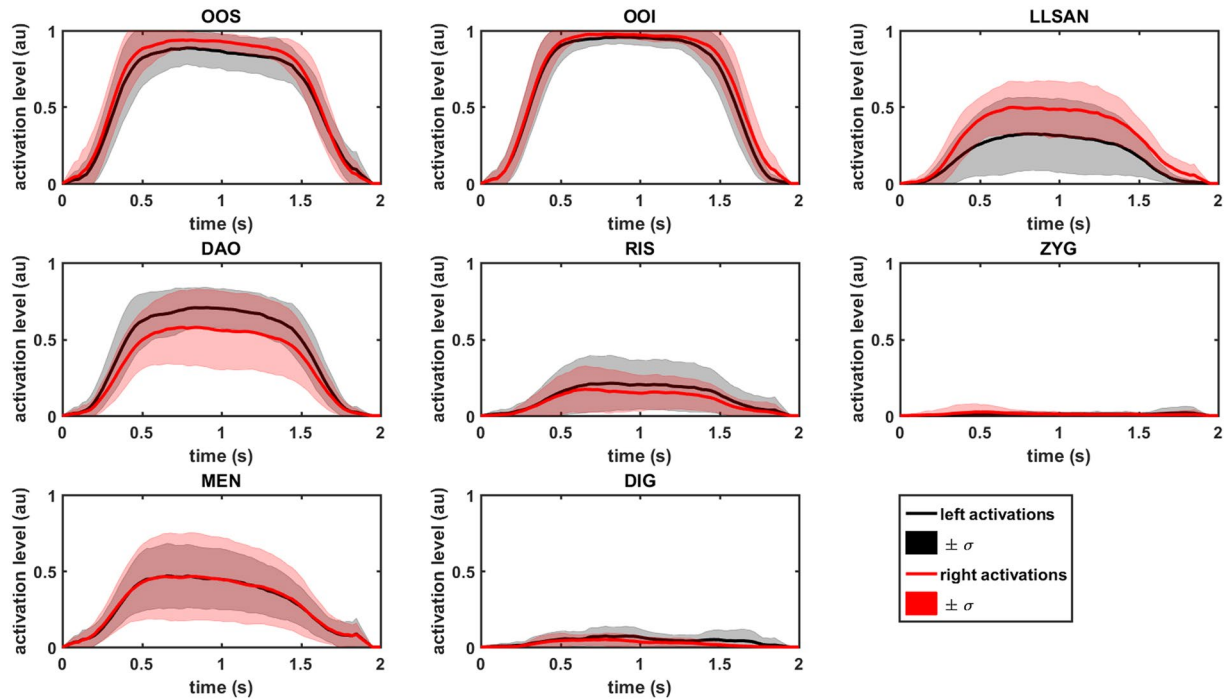 OOS
OOI
LLSAN
activation level (au)
1
0.5
0
0 0.5 1 1.5 2
time (s)
activation level (au)
1
0.5
0
0 0.5 1 1.5 2
time (s)
activation level (au)
1
0.5
0
0 0.5 1 1.5 2
time (s)
DAO
RIS
ZYG
activation level (au)
1
0.5
0
0 0.5 1 1.5 2
time (s)
activation level (au)
1
0.5
0
0 0.5 1 1.5 2
time (s)
activation level (au)
1
0.5
0
0 0.5 1 1.5 2
time (s)
MEN
DIG
activation level (au)
1
0.5
0
0 0.5 1 1.5 2
time (s)
activation level (au)
1
0.5
0
0 0.5 1 1.5 2
time (s)
left activations
± σ
right activations
± σ